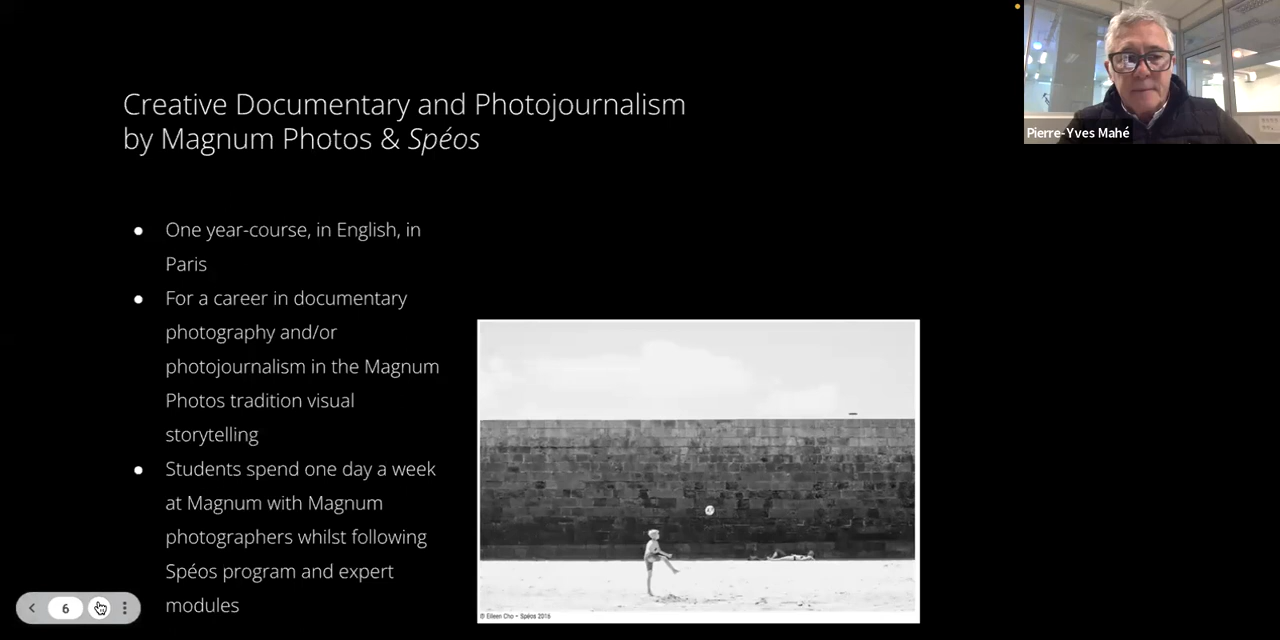 Creative Documentary and Photojournalism
by Magnum Photos & Spéos
One year-course, in English, in
Paris
For a career in documentary
photography and/or
photojournalism in the Magnum
Photos tradition visual
storytelling
Students spend one day a week
at Magnum with Magnum
photographers whilst following
Spéos program and expert
modules
© Eileen Cho - Spéos 2016
Pierre-Yves Mahé
6